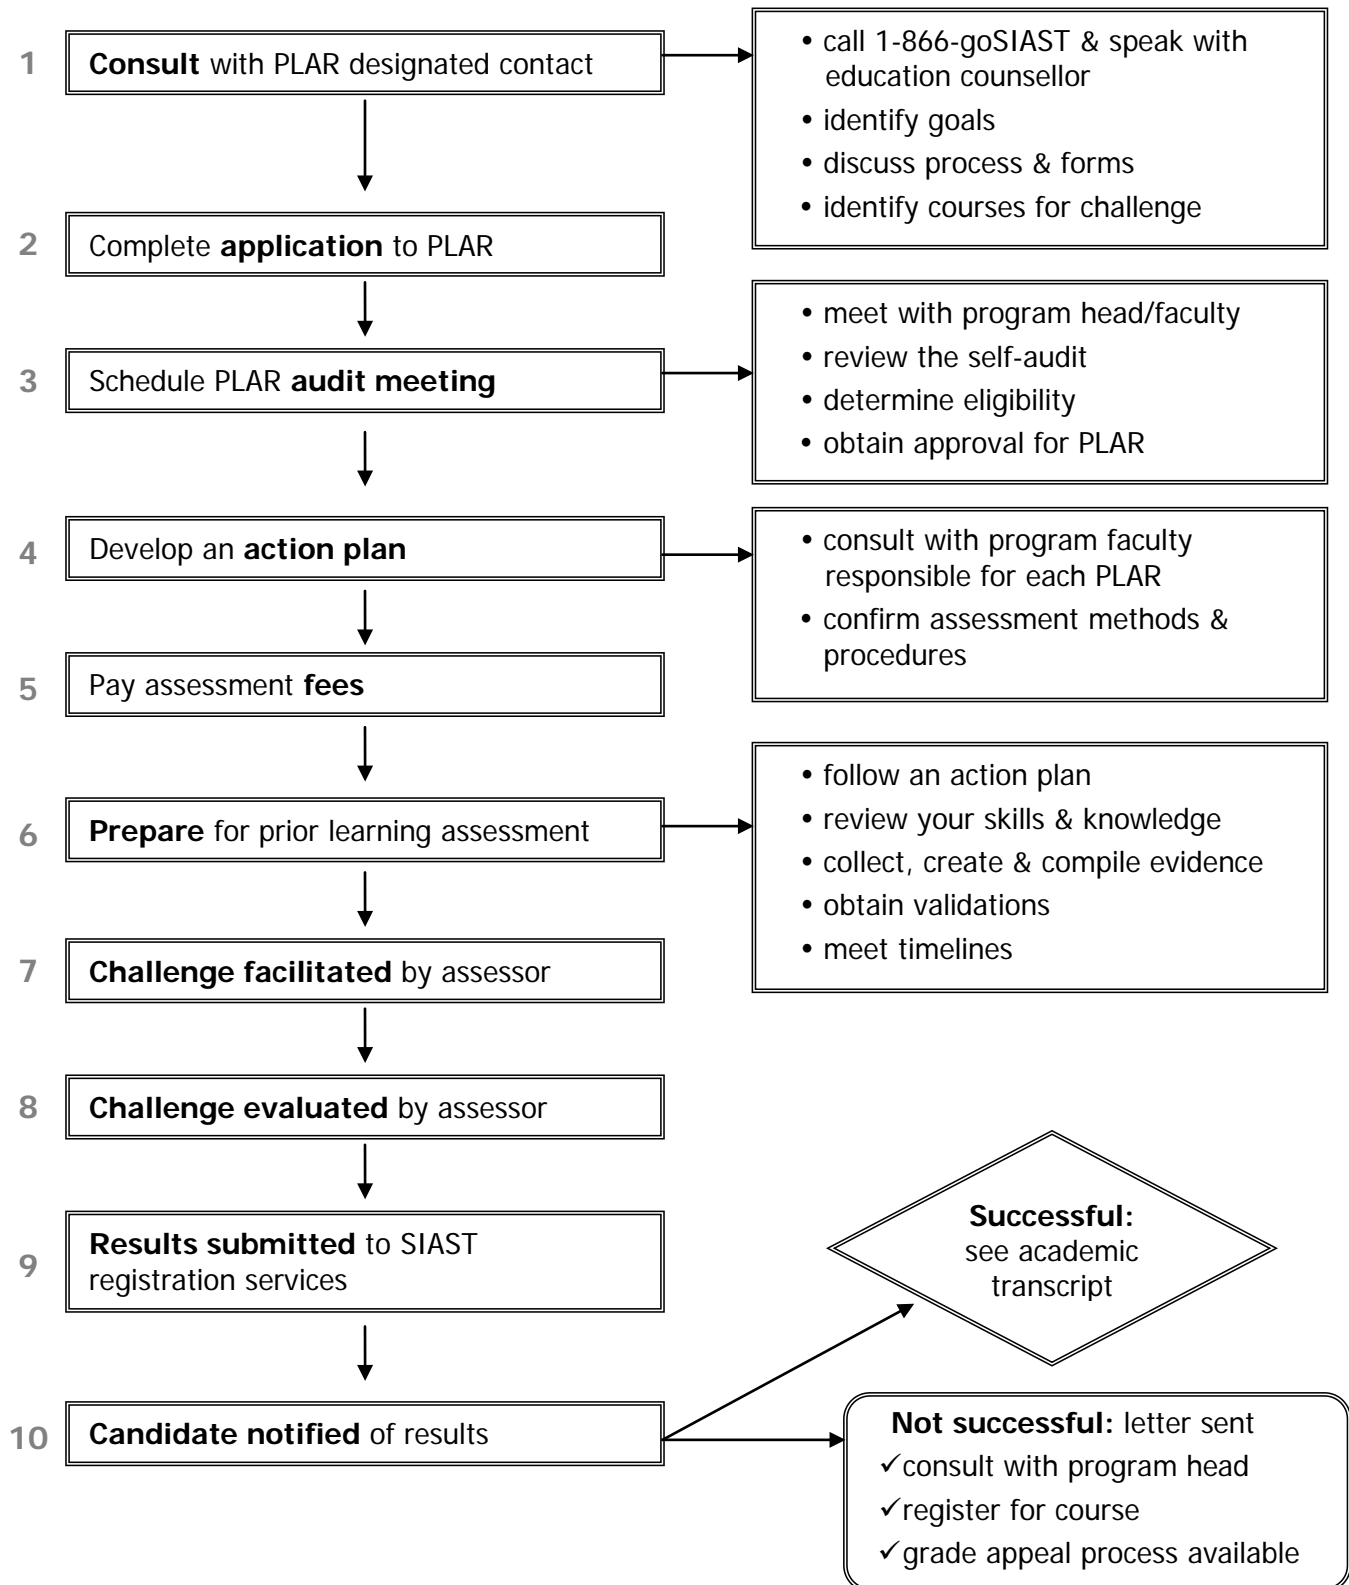 1
Consult with PLAR designated contact
• call 1-866-goSIAST & speak with
education counsellor
• identify goals
• discuss process & forms
• identify courses for challenge
2
Complete application to PLAR
3
Schedule PLAR audit meeting
• meet with program head/faculty
• review the self-audit
• determine eligibility
• obtain approval for PLAR
4
Develop an action plan
• consult with program faculty
responsible for each PLAR
• confirm assessment methods &
procedures
5
Pay assessment fees
6
Prepare for prior learning assessment
• follow an action plan
• review your skills & knowledge
• collect, create & compile evidence
• obtain validations
• meet timelines
7
Challenge facilitated by assessor
8
Challenge evaluated by assessor
9
Results submitted to SIAST
registration services
10
Candidate notified of results
Successful:
see academic
transcript
Not successful: letter sent
✓consult with program head
✓register for course
✓grade appeal process available